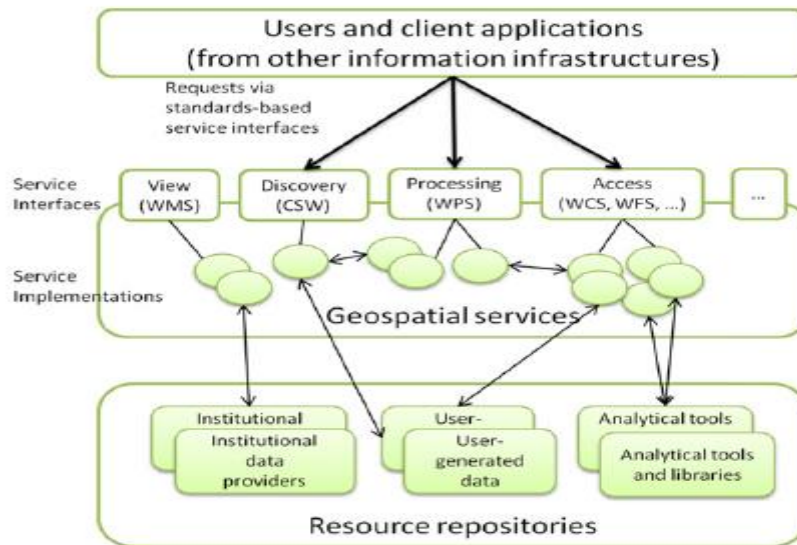 Users and client applications
(from other information infrastructures)
Requests via
standards-based
service interfaces
Service
Interfaces
View
(WMS)
Discovery
(CSW)
Processing
(WPS)
Access
(WCS, WFS, ...)
...
Service
Implementations
Geospatial services
Institutional
Institutional
data
providers
User-
User-
generated
data
Analytical tools
Analytical tools
and libraries
Resource repositories